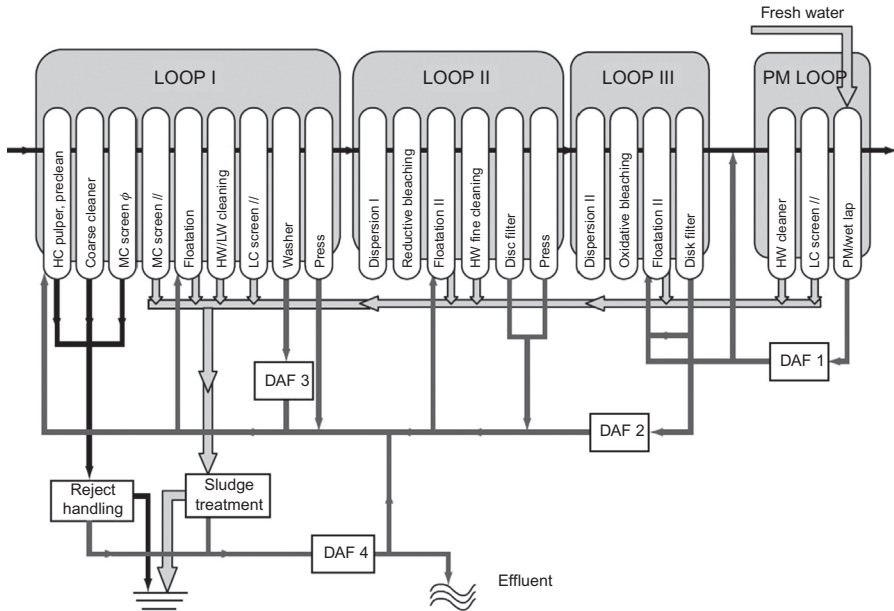 Fresh water
LOOP I
LOOP II
LOOP III
PM LOOP
HC pulper, preclean
Coarse cleaner
MC screen ϕ
MC screen //
Floatation
HW/LW cleaning
LC screen //
Washer
Press
Dispersion I
Reductive bleaching
Floatation II
HW fine cleaning
Disc filter
Press
Dispersion II
Oxidative bleaching
Floatation II
Disk filter
HW cleaner
LC screen //
PM/wet lap
DAF 1
DAF 3
DAF 2
Reject
handling
Sludge
treatment
DAF 4
Effluent